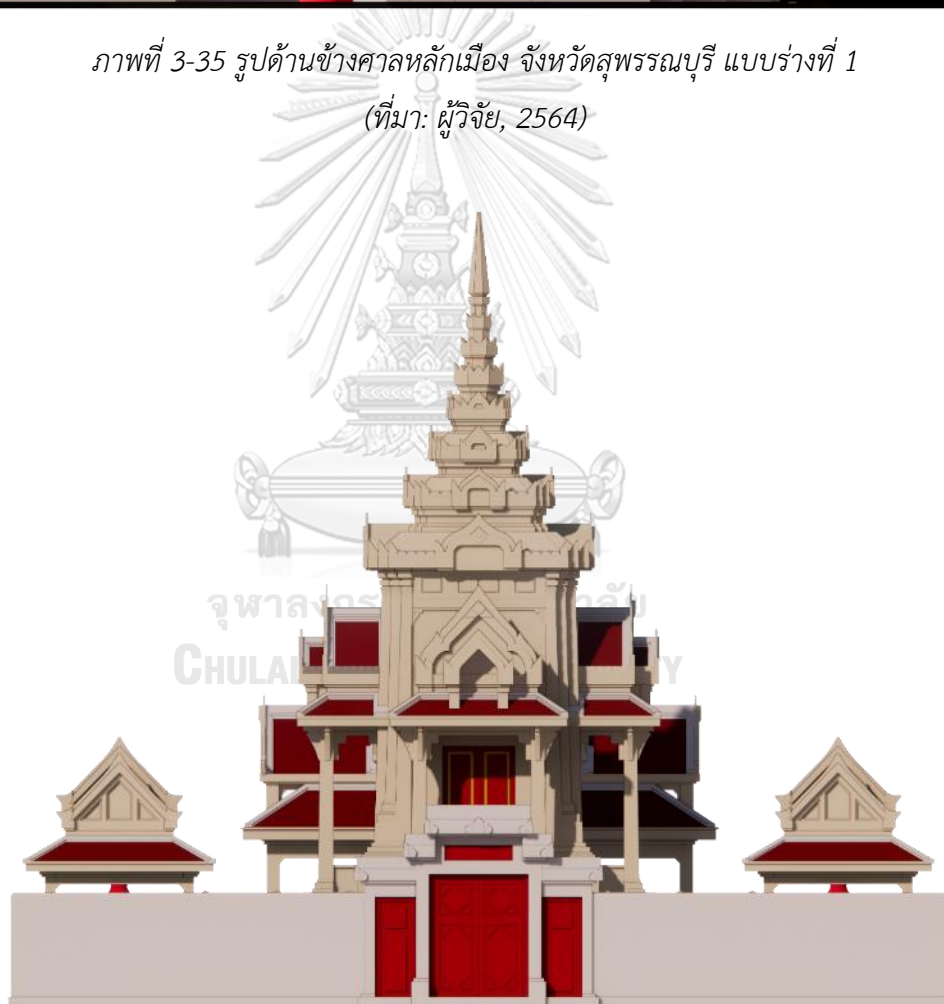 ภาพที่ 3-35 รูปด้านข้างศาลหลักเมือง จังหวัดสุพรรณบุรี แบบร่างที่ 1
(ที่มา: ผู้วิจัย, 2564)